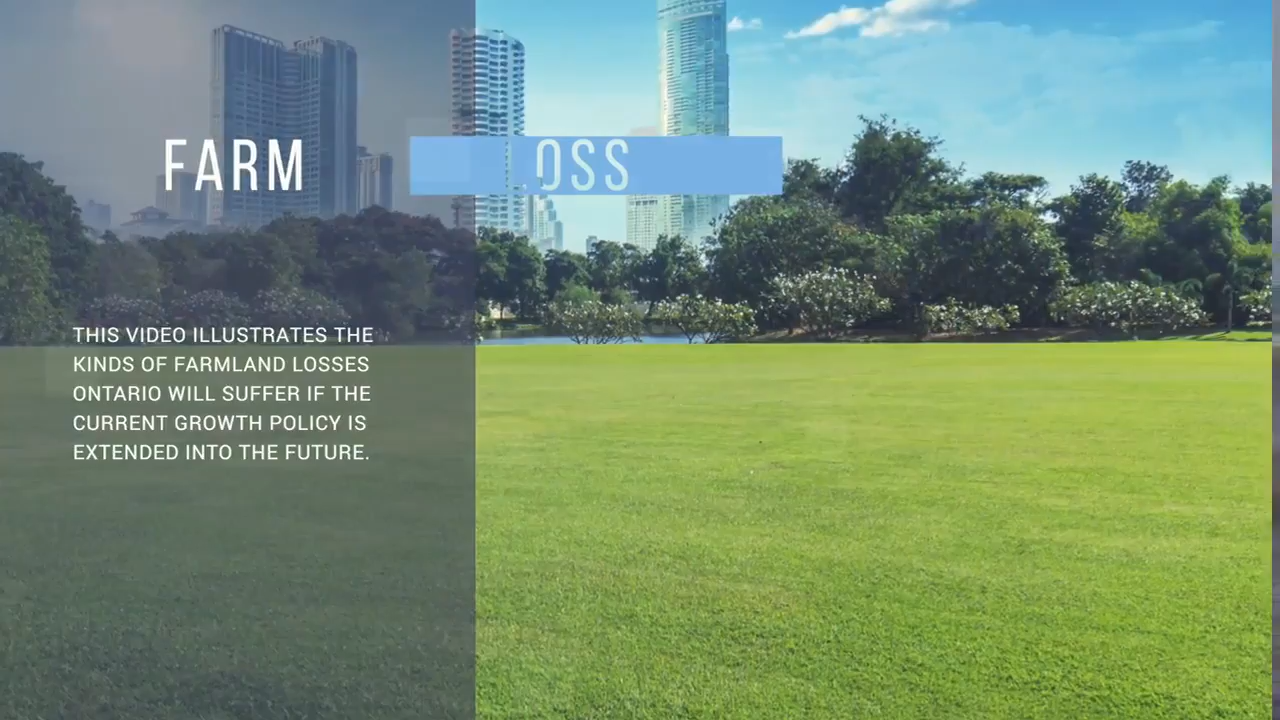 FARM OSS
THIS VIDEO ILLUSTRATES THE
KINDS OF FARMLAND LOSSES
ONTARIO WILL SUFFER IF THE
CURRENT GROWTH POLICY IS
EXTENDED INTO THE FUTURE.